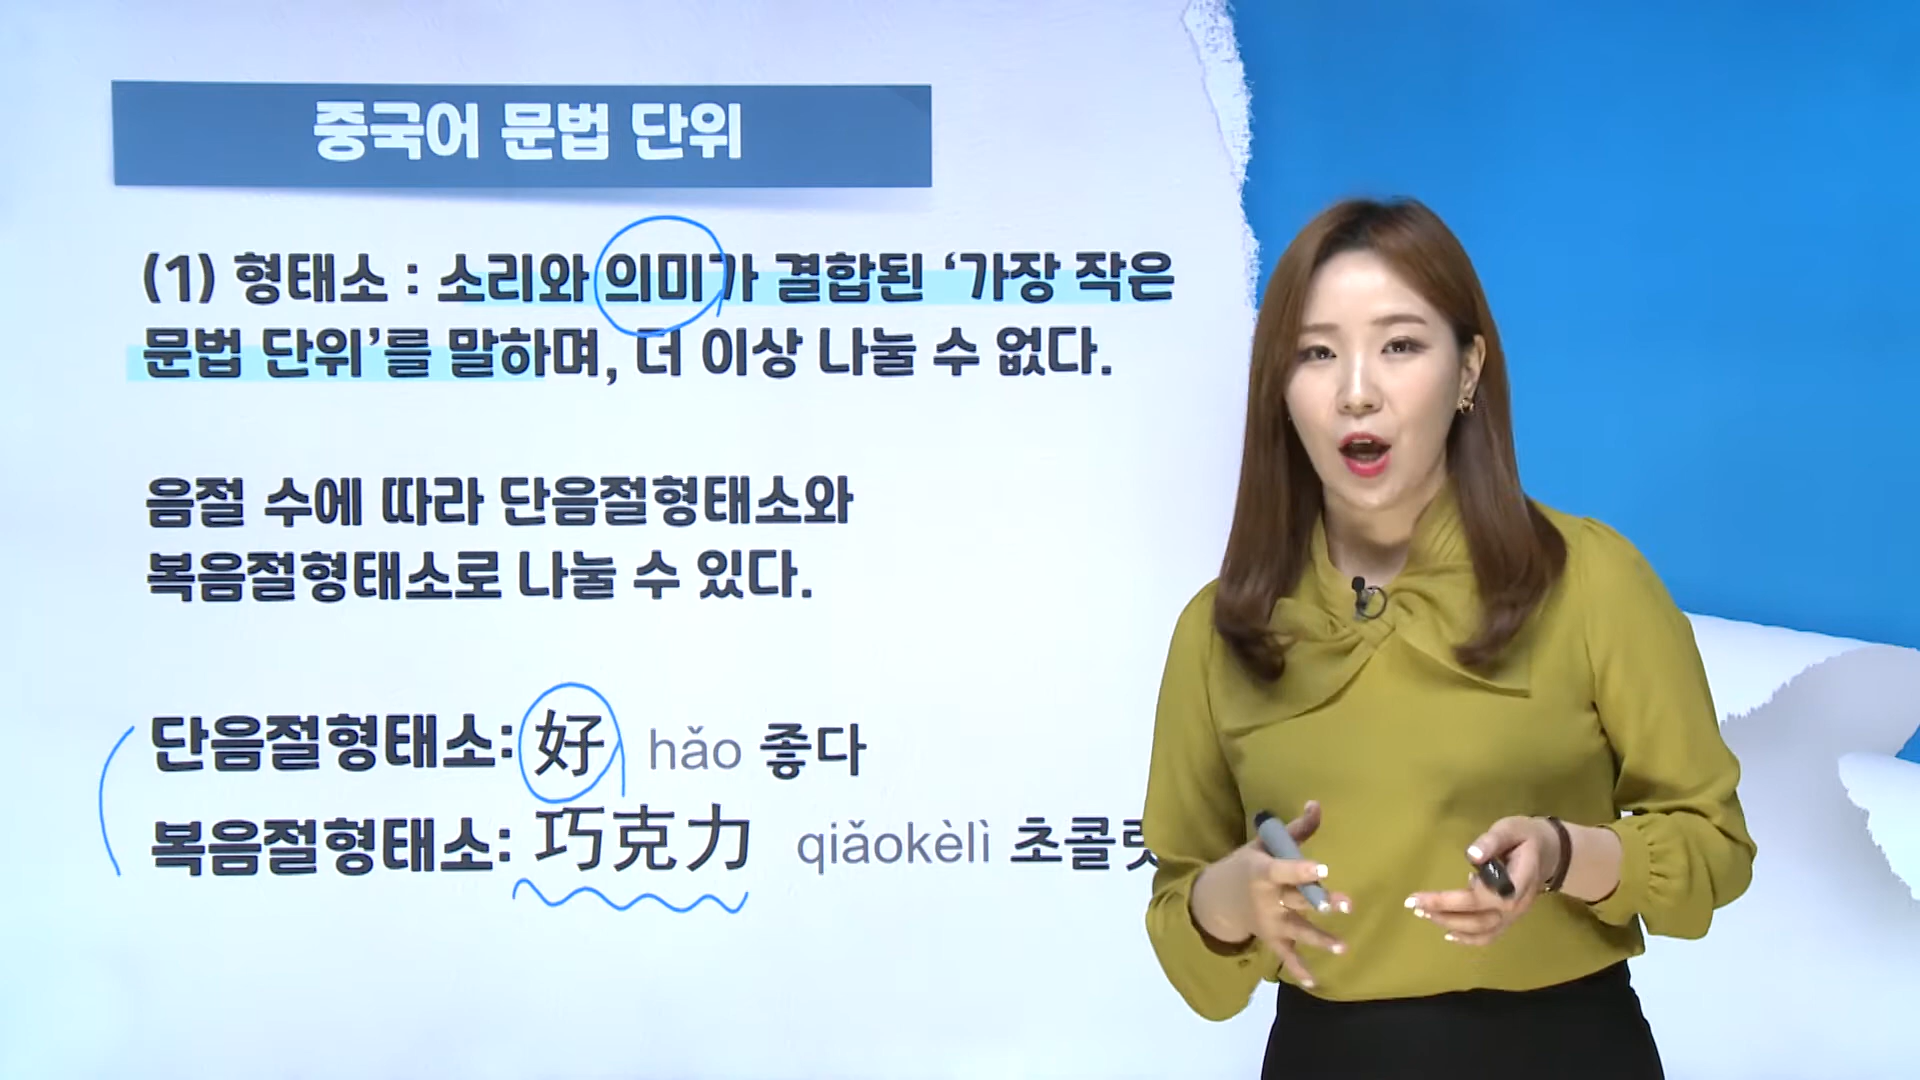 중국어 문법 단위
(1) 형태소 : 소리와 의미가 결합된 ‘가장 작은
문법 단위’를 말하며, 더 이상 나눌 수 없다.
음절 수에 따라 단음절형태소와
복음절형태소로 나눌 수 있다.
단음절형태소: 好 hǎo 좋다
복음절형태소: 巧克力 qiǎokèlì 초콜릿